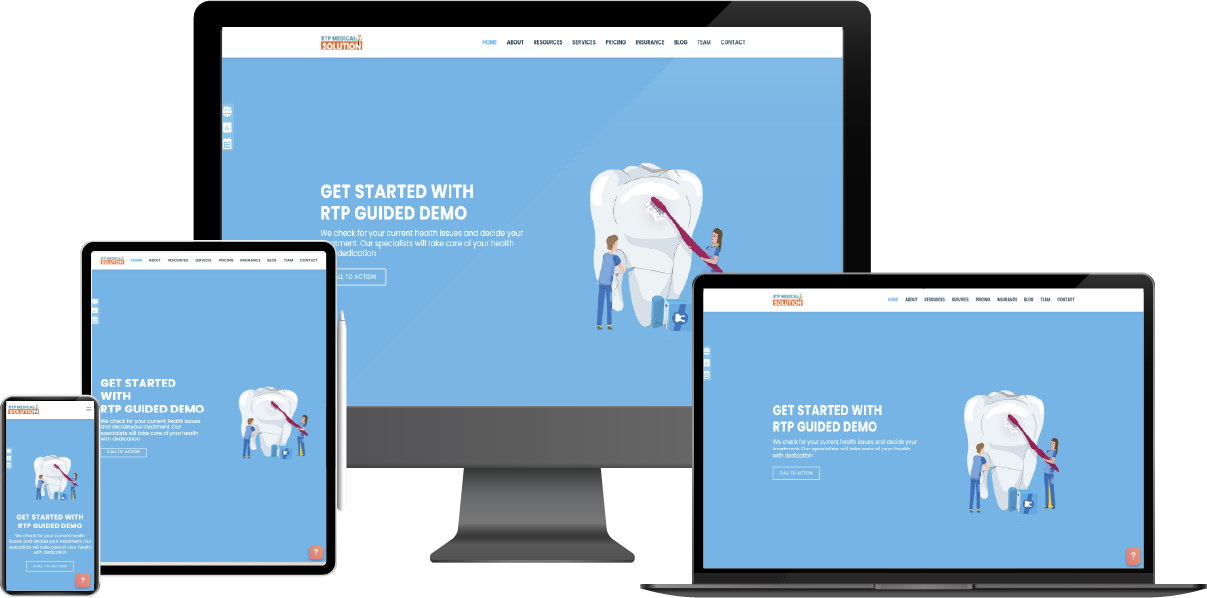 RTP MEDICAL
SOLUTION
HOME ABOUT RESOURCES SERVICES PRICING INSURANCE BLOG TEAM CONTACT
GET STARTED WITH
RTP GUIDED DEMO
We check for your current health issues and decide your
treatment. Our specialists will take care of your health
dedication
CALL TO ACTION
RTP MEDICAL
SOLUTION
HOME ABOUT RESOURCES SERVICES PRICING INSURANCE BLOG TEAM CONTACT
GET STARTED
WITH
RTP GUIDED DEMO
We check for your current health issues
and decide your treatment. Our
specialists will take care of your health
with dedication
CALL TO ACTION
?
RTP MEDICAL
SOLUTION
GET STARTED WITH
RTP GUIDED DEMO
We check for your current health
issues and decide your treatment. Our
specialists will take care of your health
with dedication
CALL TO ACTION
?
RTP MEDICAL
SOLUTION
HOME ABOUT RESOURCES SERVICES PRICING INSURANCE BLOG TEAM CONTACT
GET STARTED WITH
RTP GUIDED DEMO
We check for your current health issues and decide your
treatment. Our specialists will take care of your health
with dedication
CALL TO ACTION
?